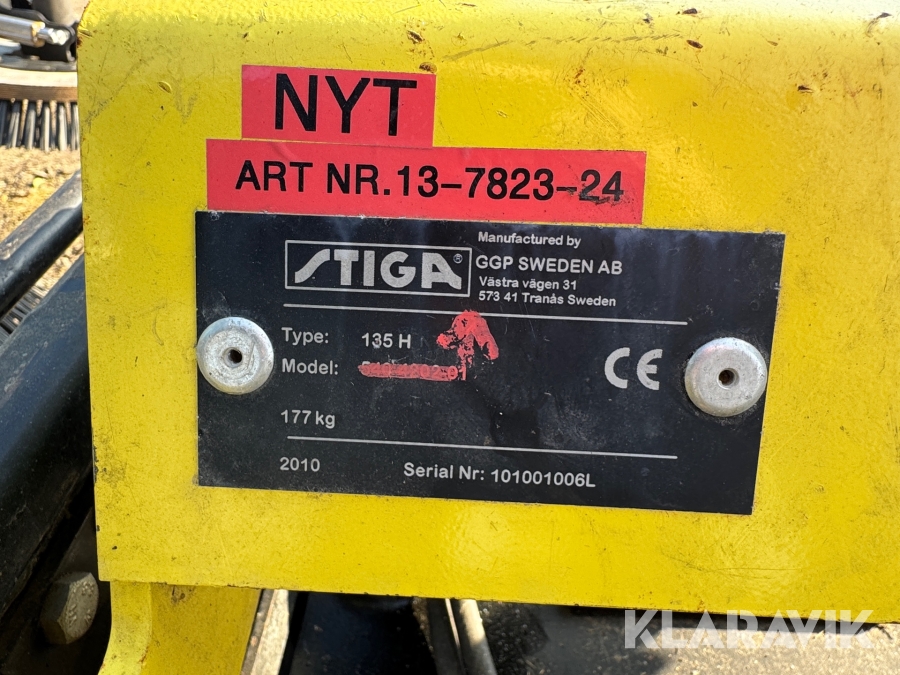 NYT
ART NR.13-7823-24
STIGA®
Manufactured by
GGP SWEDEN AB
Västra vägen 31
573 41 Tranås Sweden
Type: 135 H
Model:
177 kg
CE
2010 Serial Nr: 101001006L
KLARAVIK